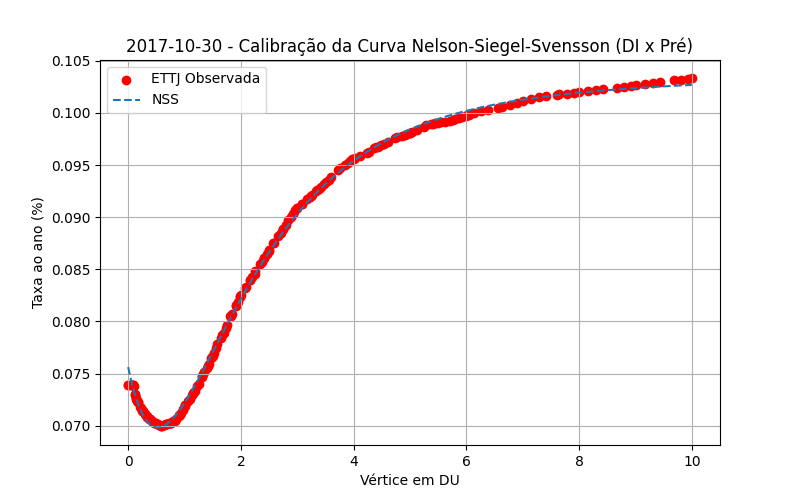 2017-10-30 - Calibração da Curva Nelson-Siegel-Svensson (DI x Pré)
0.105
0.100
0.095
0.090
0.085
0.080
0.075
0.070
Taxa ao ano (%)
ETTJ Observada
NSS
0 2 4 6 8 10
Vértice em DU